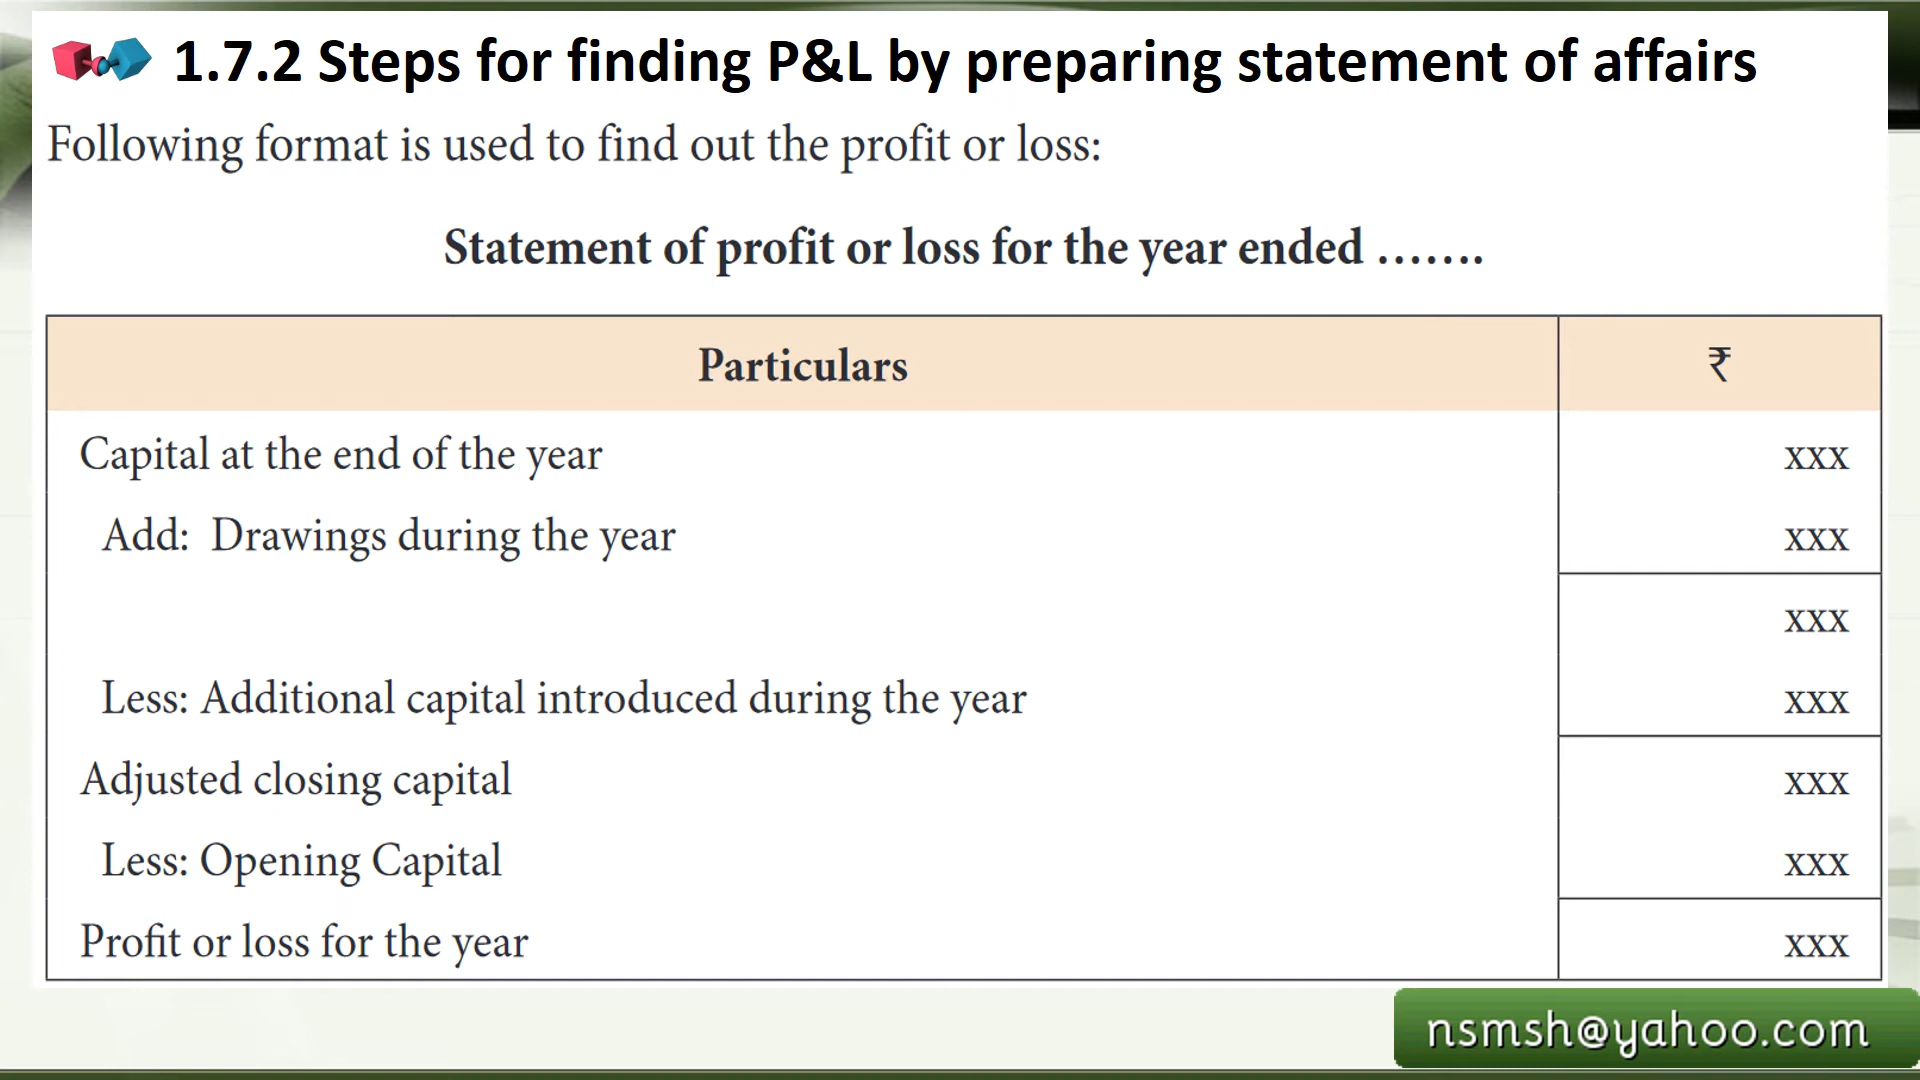 1.7.2 Steps for finding P&L by preparing statement of affairs
Following format is used to find out the profit or loss:
Statement of profit or loss for the year ended .......
Particulars ₹
Capital at the end of the year xxx
Add: Drawings during the year xxx
xxx
Less: Additional capital introduced during the year xxx
Adjusted closing capital xxx
Less: Opening Capital xxx
Profit or loss for the year xxx
nsmsh@yahoo.com